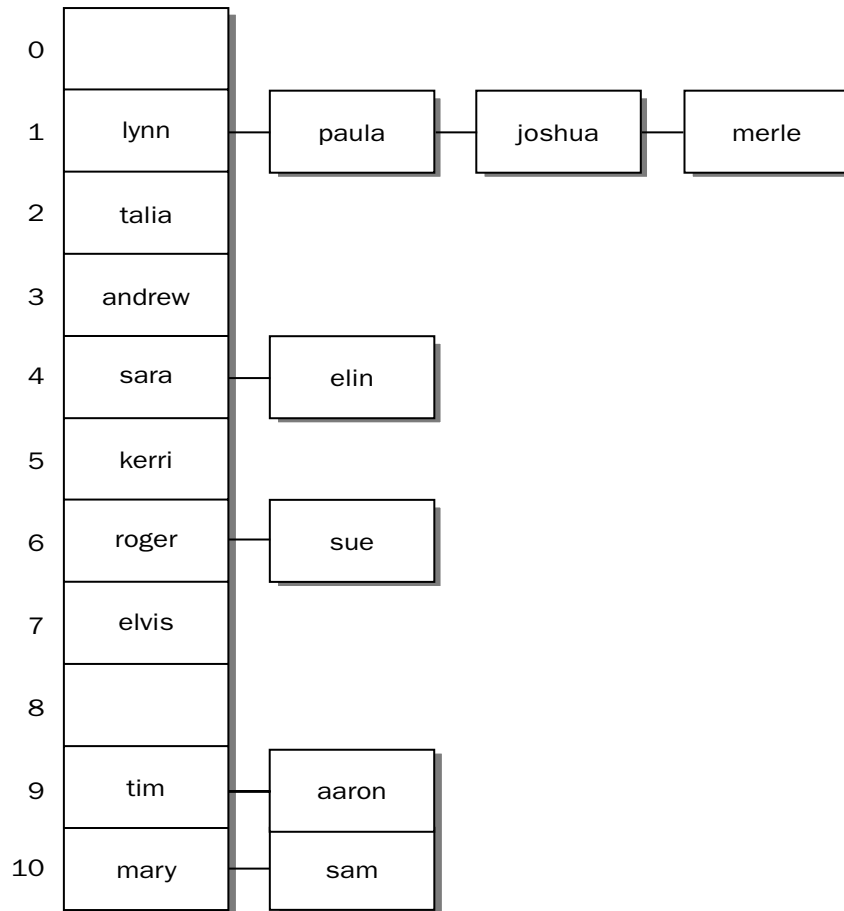 0
1 lynn paula joshua merle
2 talia
3 andrew
4 sara elin
5 kerri
6 roger sue
7 elvis
8
9 tim aaron
10 mary sam